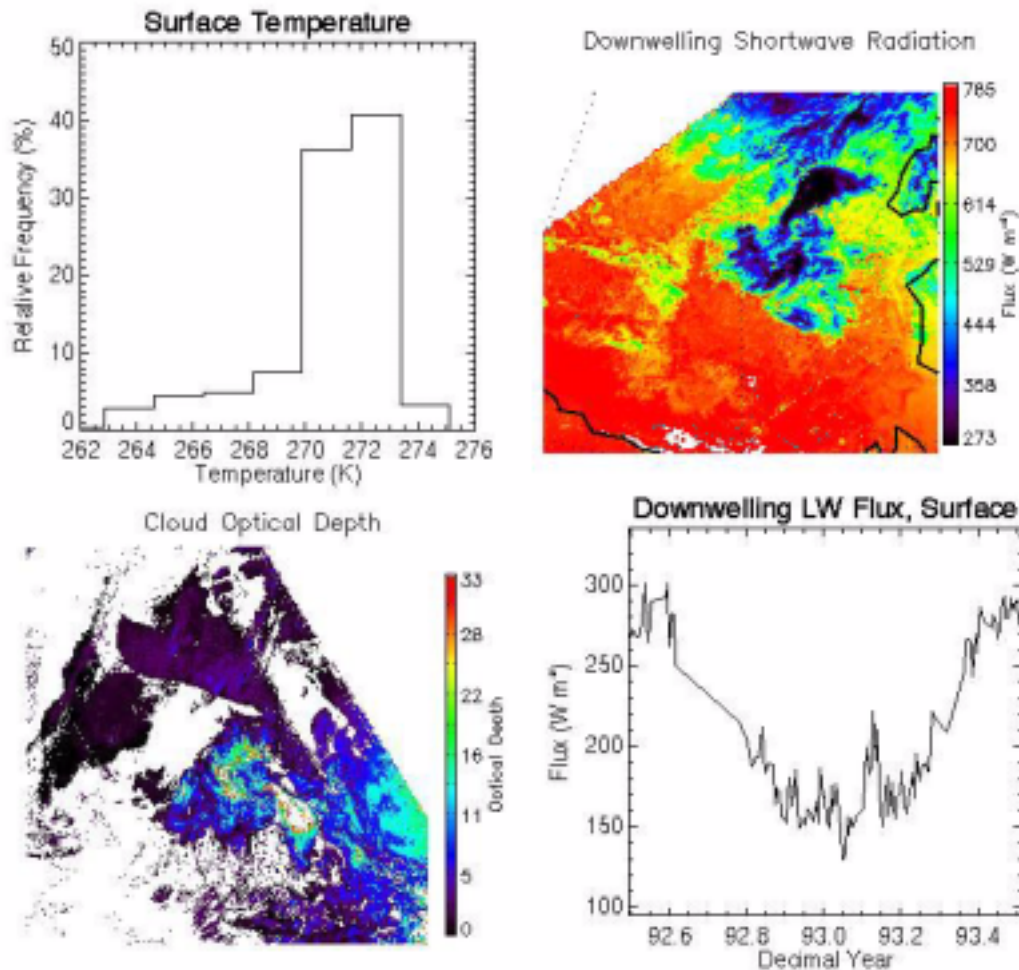 Surface Temperature
50
40
30
20
10
0
262 264 266 268 270 272 274 276
Relative Frequency (%)
Temperature (K)
Downwelling Shortwave Radiation
785
700
614
529
444
358
273
Flux (W m⁻²)
Cloud Optical Depth
33
28
22
16
11
5
0
Optical Depth
Downwelling LW Flux, Surface
300
250
200
150
100
Flux (W m⁻²)
92.6 92.8 93.0 93.2 93.4
Decimal Year